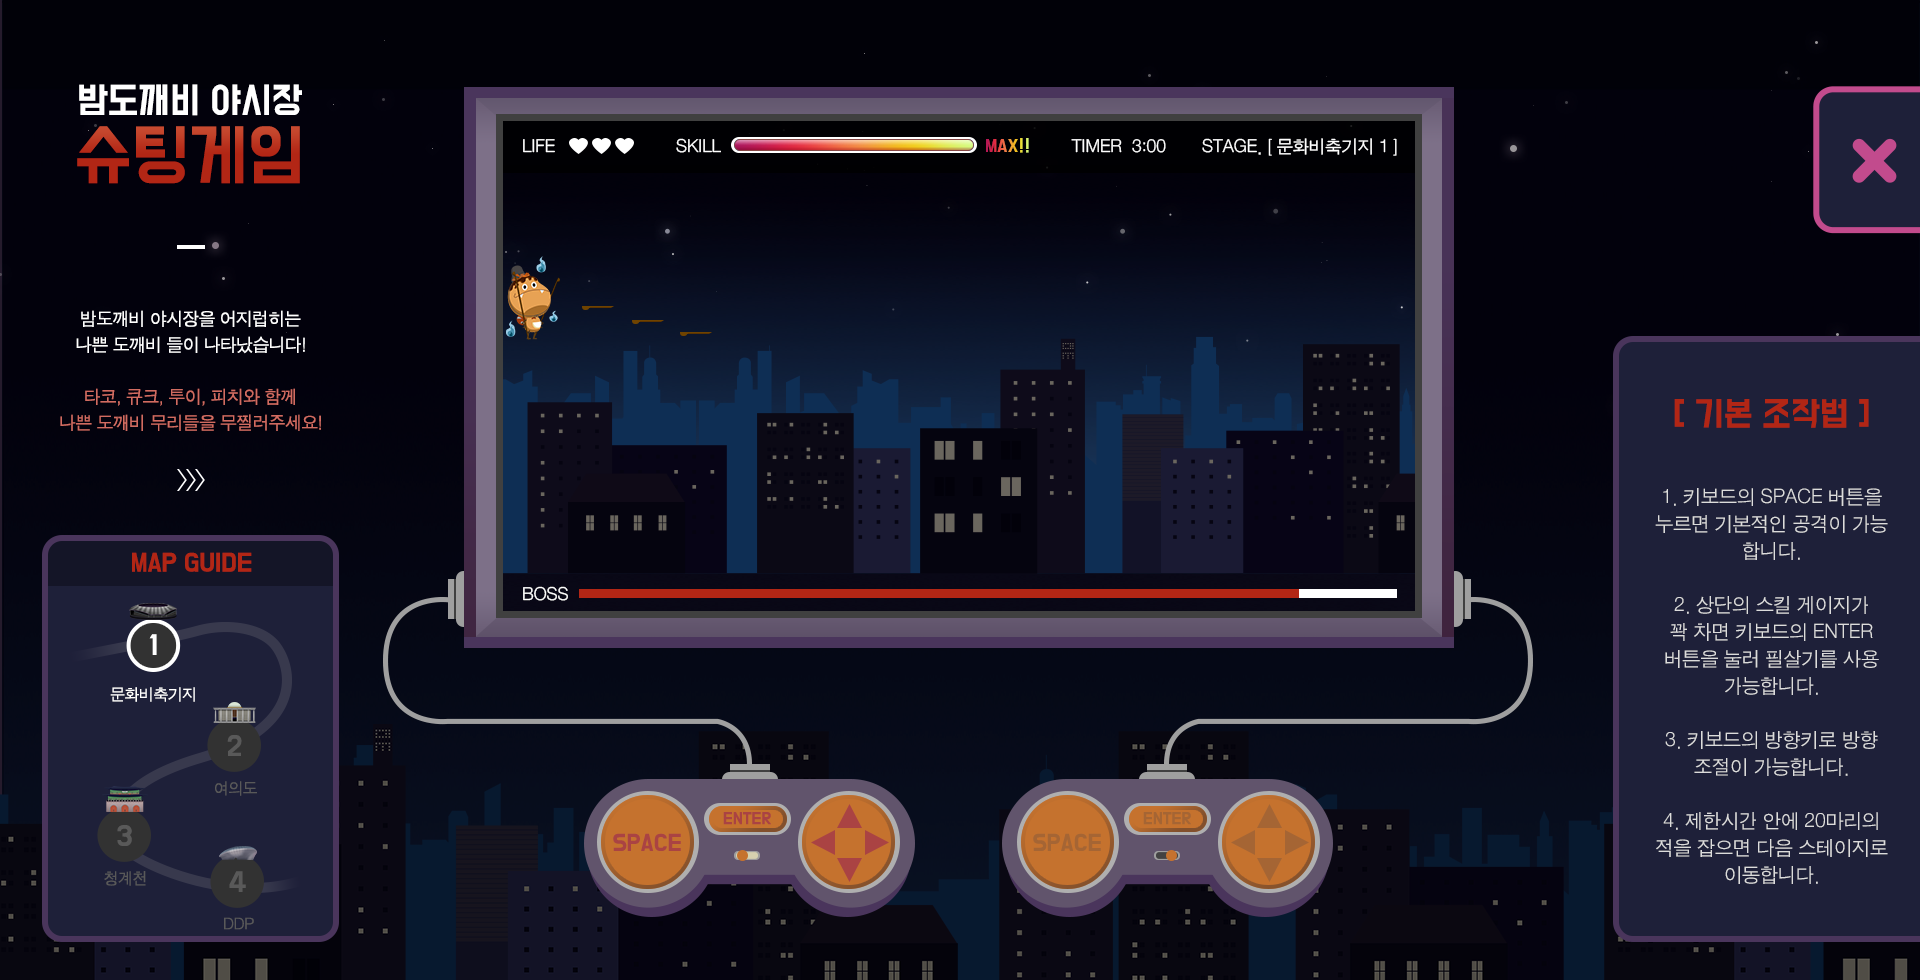 밤도깨비 야시장
슈팅게임
밤도깨비 야시장을 어지럽히는
나쁜 도깨비 들이 나타났습니다!
타코, 큐크, 투이, 피치와 함께
나쁜 도깨비 무리들을 무찔러주세요!
MAP GUIDE
1
문화비축기지
2
여의도
3
청계천
4
DDP
LIFE SKILL MAX!! TIMER 3:00 STAGE. [ 문화비축기지 1 ]
BOSS
SPACE ENTER
SPACE ENTER
[ 기본 조작법 ]
1. 키보드의 SPACE 버튼을
누르면 기본적인 공격이 가능
합니다.
2. 상단의 스킬 게이지가
꽉 차면 키보드의 ENTER
버튼을 눌러 필살기를 사용
가능합니다.
3. 키보드의 방향키로 방향
조절이 가능합니다.
4. 제한시간 안에 20마리의
적을 잡으면 다음 스테이지로
이동합니다.